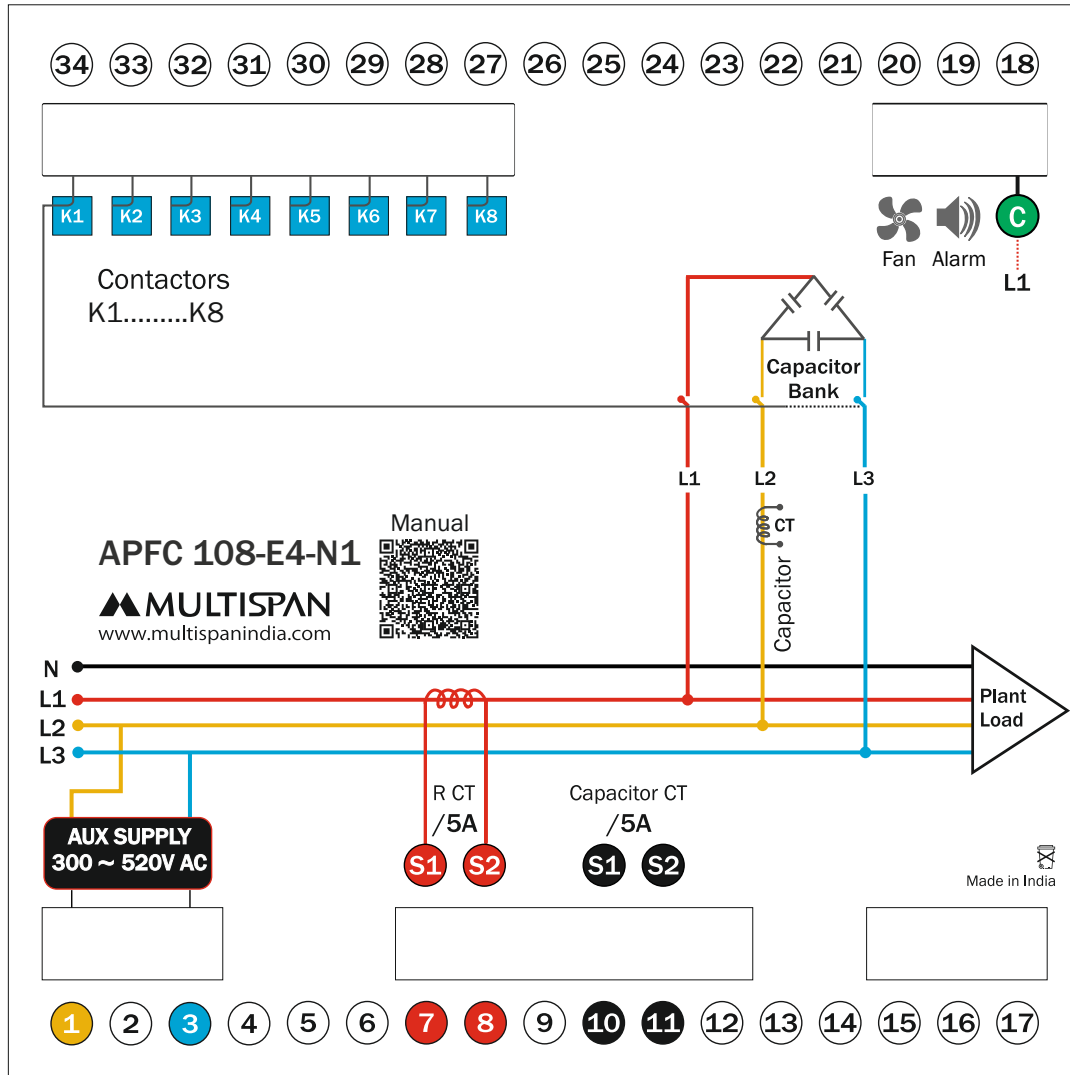 34 33 32 31 30 29 28 27 26 25 24 23 22 21 20 19 18
K1 K2 K3 K4 K5 K6 K7 K8
C
Fan Alarm
L1
Contactors
K1.........K8
Capacitor
Bank
L1 L2 L3
CT
Capacitor
Manual
APFC 108-E4-N1
MULTISPAN
www.multispanindia.com
N
L1
L2
L3
Plant
Load
R CT
/5A
S1 S2
Capacitor CT
/5A
S1 S2
AUX SUPPLY
300 ~ 520V AC
Made in India
1 2 3 4 5 6 7 8 9 10 11 12 13 14 15 16 17